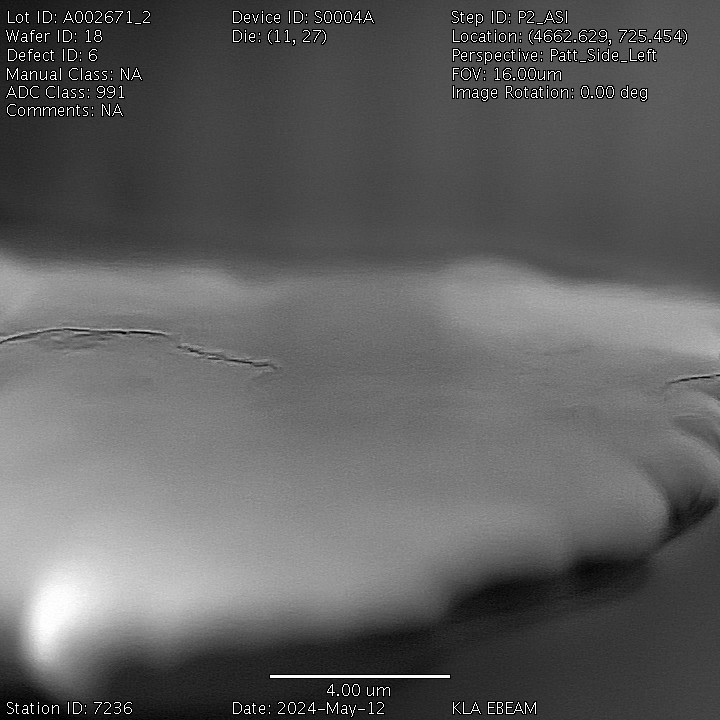 Lot ID: A002671_2
Wafer ID: 18
Defect ID: 6
Manual Class: NA
ADC Class: 991
Comments: NA
Device ID: S0004A
Die: (11, 27)
Step ID: P2_ASI
Location: (4662.629, 725.454)
Perspective: Patt_Side_Left
FOV: 16.00um
Image Rotation: 0.00 deg
4.00 um
Station ID: 7236
Date: 2024-May-12
KLA EBEAM